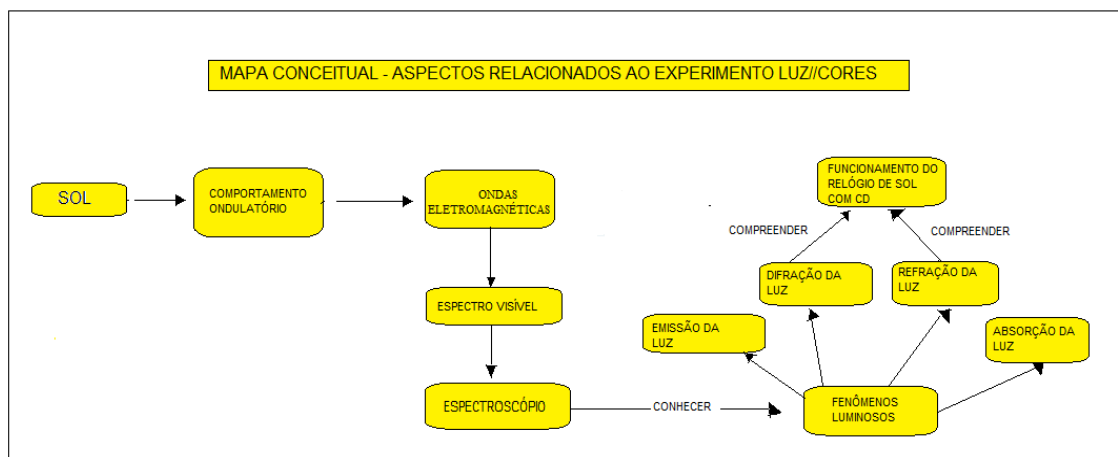 MAPA CONCEITUAL - ASPECTOS RELACIONADOS AO EXPERIMENTO LUZ//CORES
SOL
COMPORTAMENTO
ONDULATÓRIO
ONDAS
ELETROMAGNÉTICAS
ESPECTRO VISÍVEL
ESPECTROSCÓPIO
CONHECER
FENÔMENOS
LUMINOSOS
EMISSÃO DA
LUZ
DIFRAÇÃO DA
LUZ
REFRAÇÃO DA
LUZ
ABSORÇÃO DA
LUZ
COMPREENDER
COMPREENDER
FUNCIONAMENTO DO
RELÓGIO DE SOL
COM CD